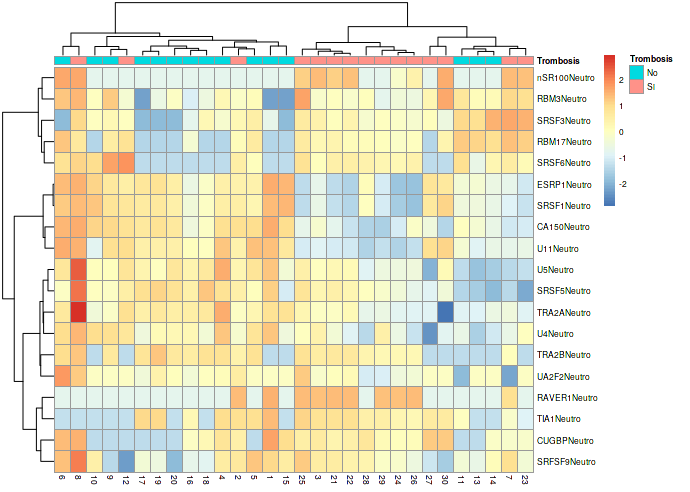 Trombosis
Trombosis
No
SI
nSR100Neutro
RBM3Neutro
SRSF3Neutro
RBM17Neutro
SRSF6Neutro
ESRP1Neutro
SRSF1Neutro
CA150Neutro
U11Neutro
U5Neutro
SRSF5Neutro
TRA2ANeutro
U4Neutro
TRA2BNeutro
UA2F2Neutro
RAVER1Neutro
TIA1Neutro
CUGBPNeutro
SRFSF9Neutro
2
1
0
-1
-2
6 8 10 9 12 17 19 20 16 18 4 2 5 1 15 25 3 21 22 28 29 24 26 27 30 11 13 14 7 23